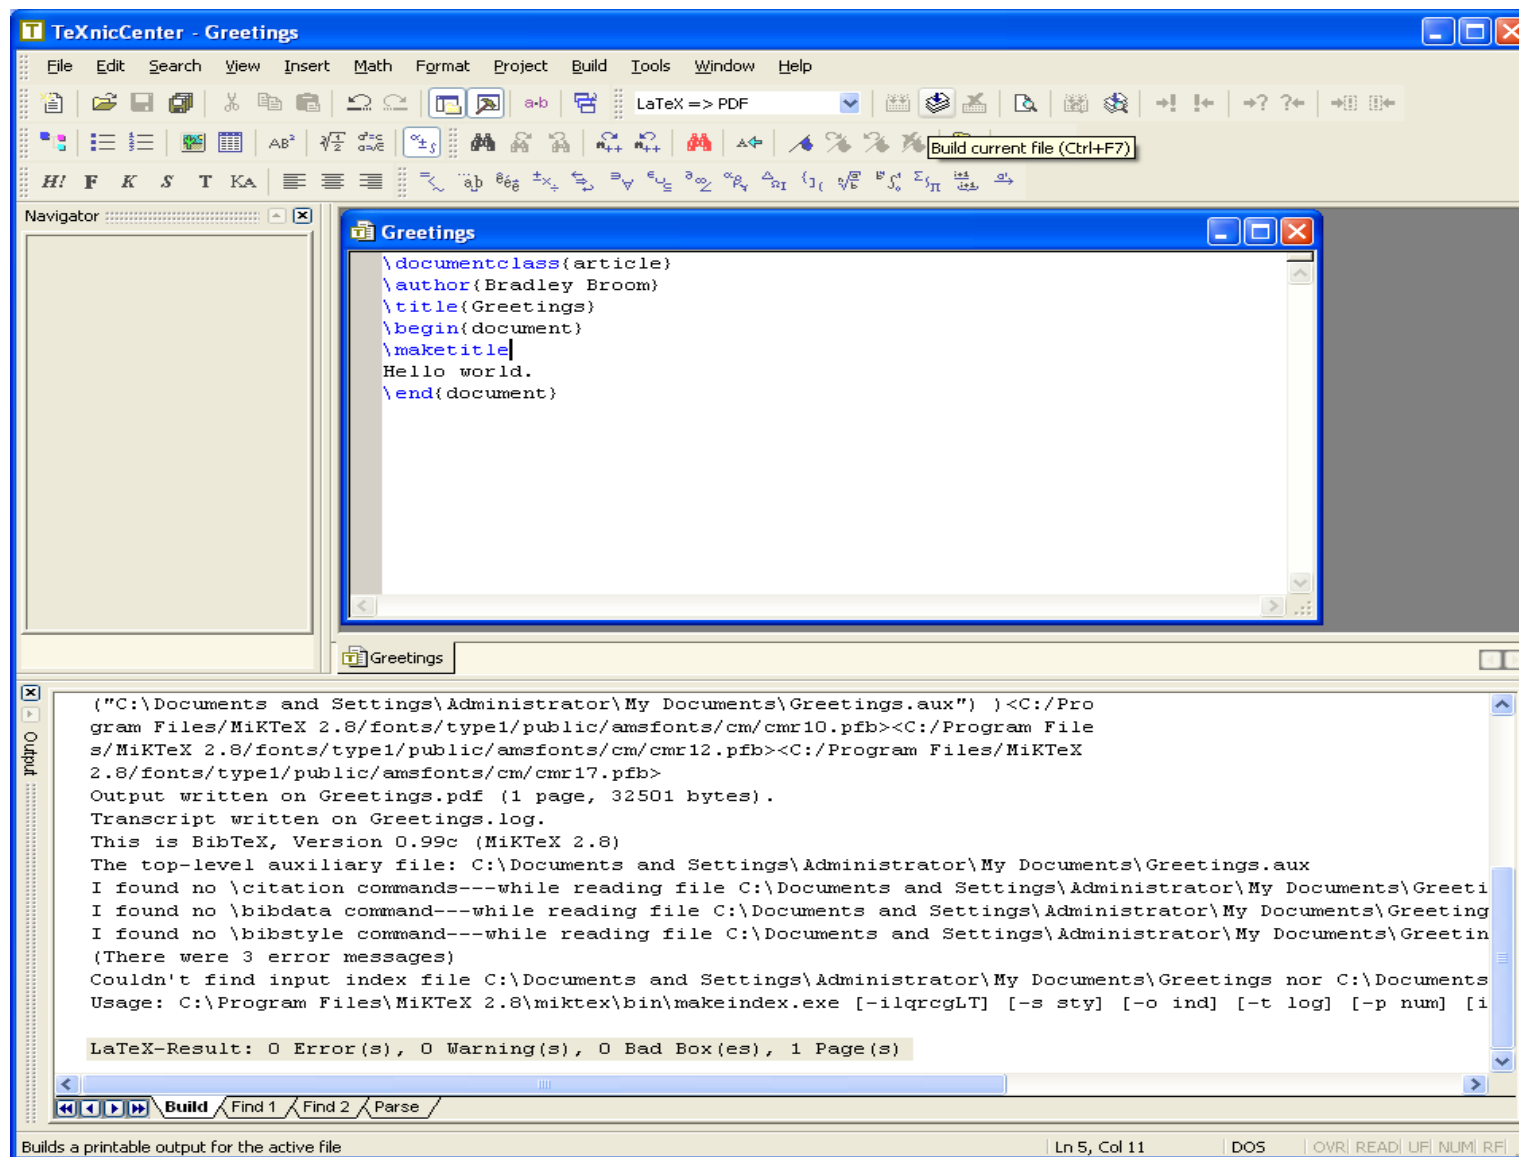 TeXnicCenter - Greetings
File Edit Search View Insert Math Format Project Build Tools Window Help
LaTeX => PDF
Build current file (Ctrl+F7)
Navigator
Greetings
\documentclass{article}
\author{Bradley Broom}
\title{Greetings}
\begin{document}
\maketitle
Hello world.
\end{document}
Greetings
Output
("C:\Documents and Settings\Administrator\My Documents\Greetings.aux") )<C:/Pro
gram Files/MiKTeX 2.8/fonts/type1/public/amsfonts/cm/cmr10.pfb><C:/Program File
s/MiKTeX 2.8/fonts/type1/public/amsfonts/cm/cmr12.pfb><C:/Program Files/MiKTeX
2.8/fonts/type1/public/amsfonts/cm/cmr17.pfb>
Output written on Greetings.pdf (1 page, 32501 bytes).
Transcript written on Greetings.log.
This is BibTeX, Version 0.99c (MiKTeX 2.8)
The top-level auxiliary file: C:\Documents and Settings\Administrator\My Documents\Greetings.aux
I found no \citation commands---while reading file C:\Documents and Settings\Administrator\My Documents\Greeti
I found no \bibdata command---while reading file C:\Documents and Settings\Administrator\My Documents\Greeting
I found no \bibstyle command---while reading file C:\Documents and Settings\Administrator\My Documents\Greetin
(There were 3 error messages)
Couldn't find input index file C:\Documents and Settings\Administrator\My Documents\Greetings nor C:\Documents
Usage: C:\Program Files\MiKTeX 2.8\miktex\bin\makeindex.exe [-ilqrcgLT] [-s sty] [-o ind] [-t log] [-p num] [i
LaTeX-Result: 0 Error(s), 0 Warning(s), 0 Bad Box(es), 1 Page(s)
Build Find 1 Find 2 Parse
Builds a printable output for the active file Ln 5, Col 11 DOS OVR READ UF NUM RF